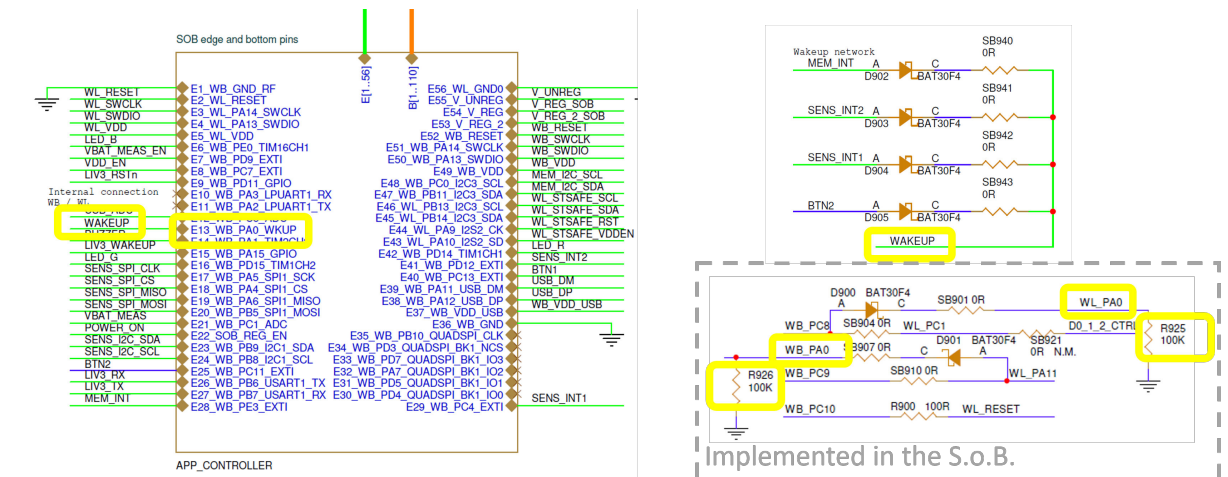 SOB edge and bottom pins
E[1..56]
B[1..110]
WL_RESET
WL_SWCLK
WL_SWDIO
WL_VDD
LED_B
VBAT_MEAS_EN
VDD_EN
LIV3_RSTn
Internal connection
WB / WL
WAKEUP
LIV3_WAKEUP
LED_G
SENS_SPI_CLK
SENS_SPI_CS
SENS_SPI_MISO
SENS_SPI_MOSI
VBAT_MEAS
POWER_ON
SENS_I2C_SDA
SENS_I2C_SCL
BTN2
LIV3_RX
LIV3_TX
MEM_INT
E1_WB_GND_RF
E2_WL_RESET
E3_WL_PA14_SWCLK
E4_WL_PA13_SWDIO
E5_WL_VDD
E6_WB_PE0_TIM16CH1
E7_WB_PD9_EXTI
E8_WB_PC7_EXTI
E9_WB_PD11_GPIO
E10_WB_PA3_LPUART1_RX
E11_WB_PA2_LPUART1_TX
E13_WB_PA0_WKUP
E15_WB_PA15_GPIO
E16_WB_PD15_TIM1CH2
E17_WB_PA5_SPI1_SCK
E18_WB_PA4_SPI1_CS
E19_WB_PA6_SPI1_MISO
E20_WB_PB5_SPI1_MOSI
E21_WB_PC1_ADC
E22_SOB_REG_EN
E23_WB_PB9_I2C1_SDA
E24_WB_PB8_I2C1_SCL
E25_WB_PC11_EXTI
E26_WB_PB6_USART1_TX
E27_WB_PB7_USART1_RX
E28_WB_PE3_EXTI
E56_WL_GND0
E55_V_UNREG
E54_V_REG
E53_V_REG_2
E52_WB_RESET
E51_WB_PA14_SWCLK
E50_WB_PA13_SWDIO
E49_WB_VDD
E48_WB_PC0_I2C3_SCL
E47_WB_PB11_I2C3_SDA
E46_WL_PB13_I2C3_SCL
E45_WL_PB14_I2C3_SDA
E44_WL_PA9_I2S2_CK
E43_WL_PA10_I2S2_SD
E42_WB_PD14_TIM1CH1
E41_WB_PD12_EXTI
E40_WB_PC13_EXTI
E39_WB_PA11_USB_DM
E38_WB_PA12_USB_DP
E37_WB_VDD_USB
E36_WB_GND
E35_WB_PB10_QUADSPI_CLK
E34_WB_PD3_QUADSPI_BK1_NCS
E33_WB_PD7_QUADSPI_BK1_IO3
E32_WB_PA7_QUADSPI_BK1_IO2
E31_WB_PD5_QUADSPI_BK1_IO1
E30_WB_PD4_QUADSPI_BK1_IO0
E29_WB_PC4_EXTI
V_UNREG
V_REG_SOB
V_REG_2_SOB
WB_RESET
WB_SWCLK
WB_SWDIO
WB_VDD
MEM_I2C_SCL
MEM_I2C_SDA
WL_STSAFE_SCL
WL_STSAFE_SDA
WL_STSAFE_RST
WL_STSAFE_VDDEN
LED_R
SENS_INT2
BTN1
USB_DM
USB_DP
WB_VDD_USB
SENS_INT1
APP_CONTROLLER
Wakeup network
MEM_INT A C SB940
0R
D902 BAT30F4
SENS_INT2 A C SB941
0R
D903 BAT30F4
SENS_INT1 A C SB942
0R
D904 BAT30F4
BTN2 A C SB943
0R
D905 BAT30F4
WAKEUP
D900 BAT30F4
A C SB901 0R WL_PA0
WB_PC8 SB904 0R WL_PC1 D0_1_2_CTRL
SB921
0R N.M.
R925
100K
WB_PA0 SB907 0R C D901 BAT30F4 A
R926
100K
WB_PC9 SB910 0R WL_PA11
WB_PC10 R900 100R WL_RESET
Implemented in the S.o.B.